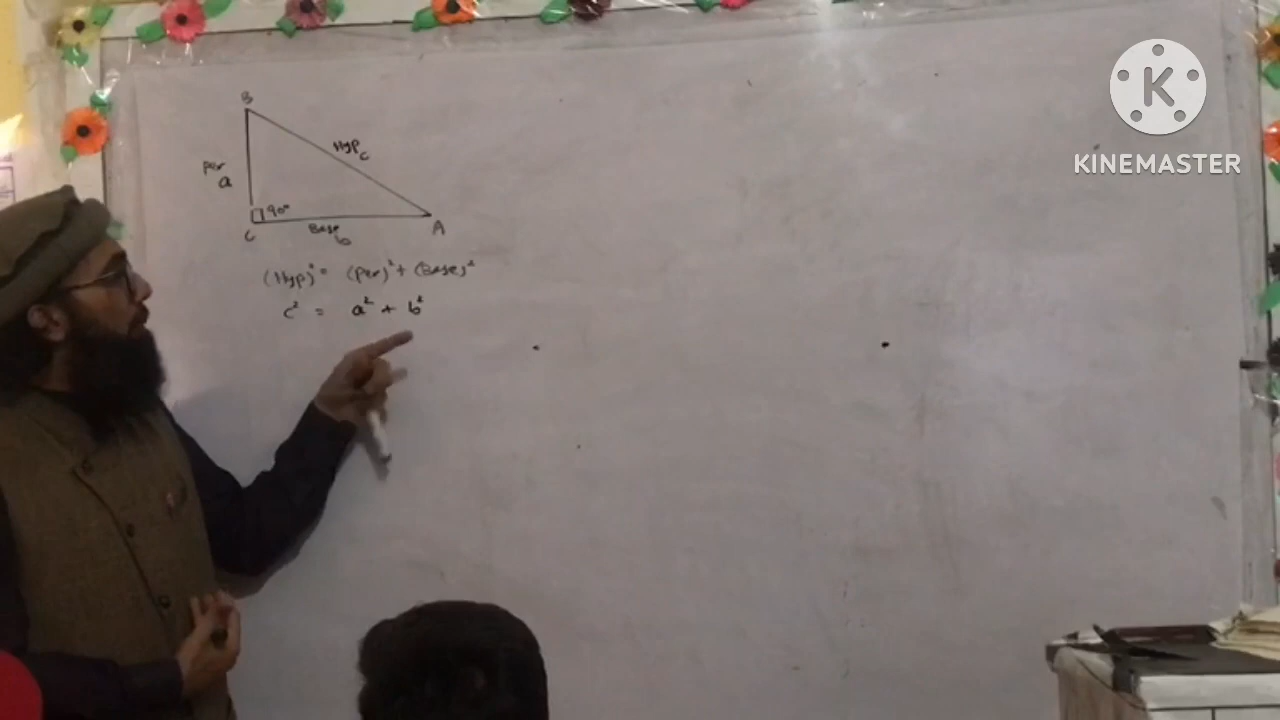 B
Hyp
c
Per
a
90°
C
Base
b
A
(Hyp)² = (Per)² + (Base)²
c² = a² + b²
K
KINEMASTER